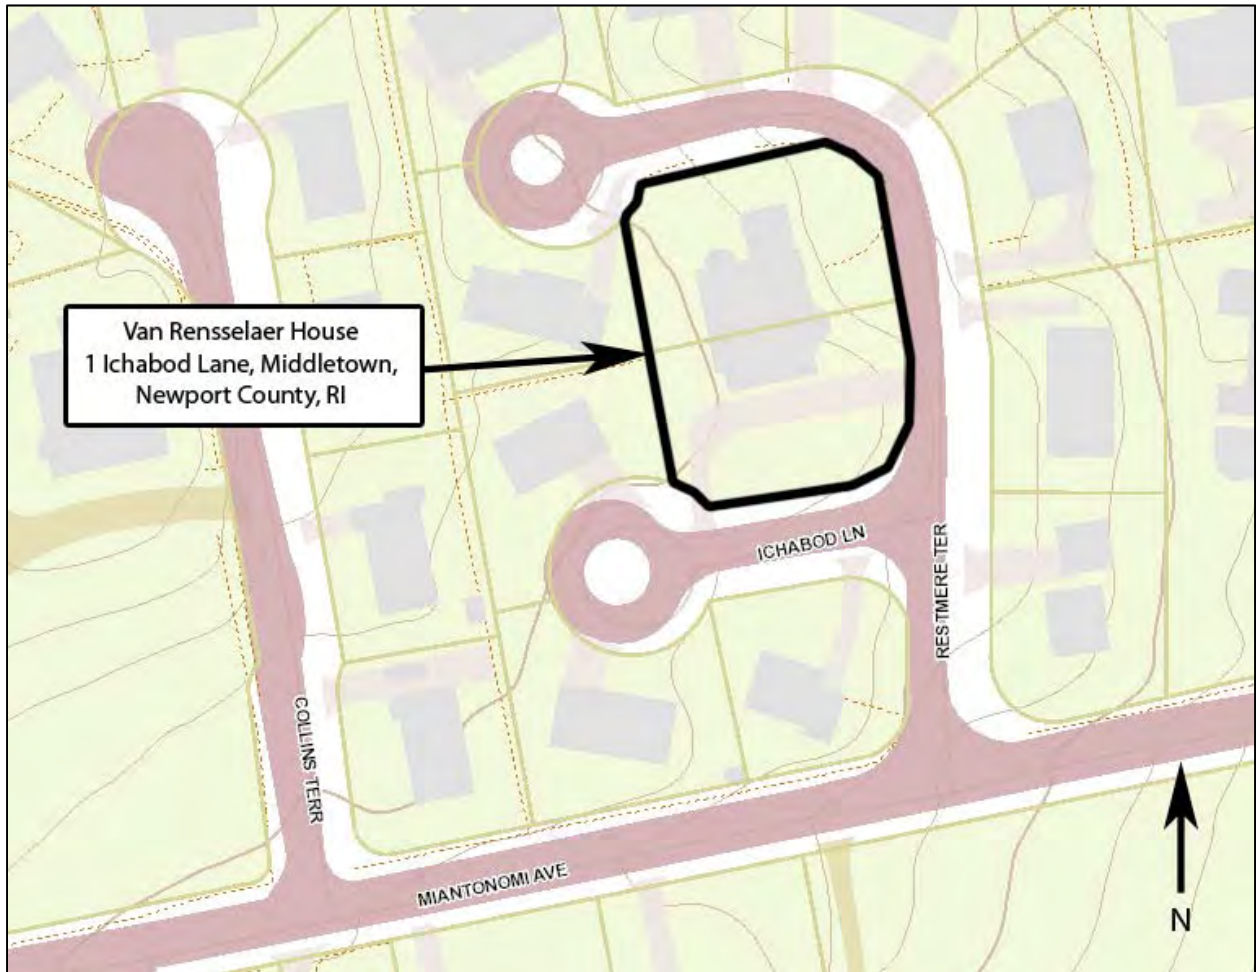 Van Rensselaer House
1 Ichabod Lane, Middletown,
Newport County, RI
ICHABOD LN
RESTMERE TER
COLLINS TERR
MIANTONOMI AVE
N